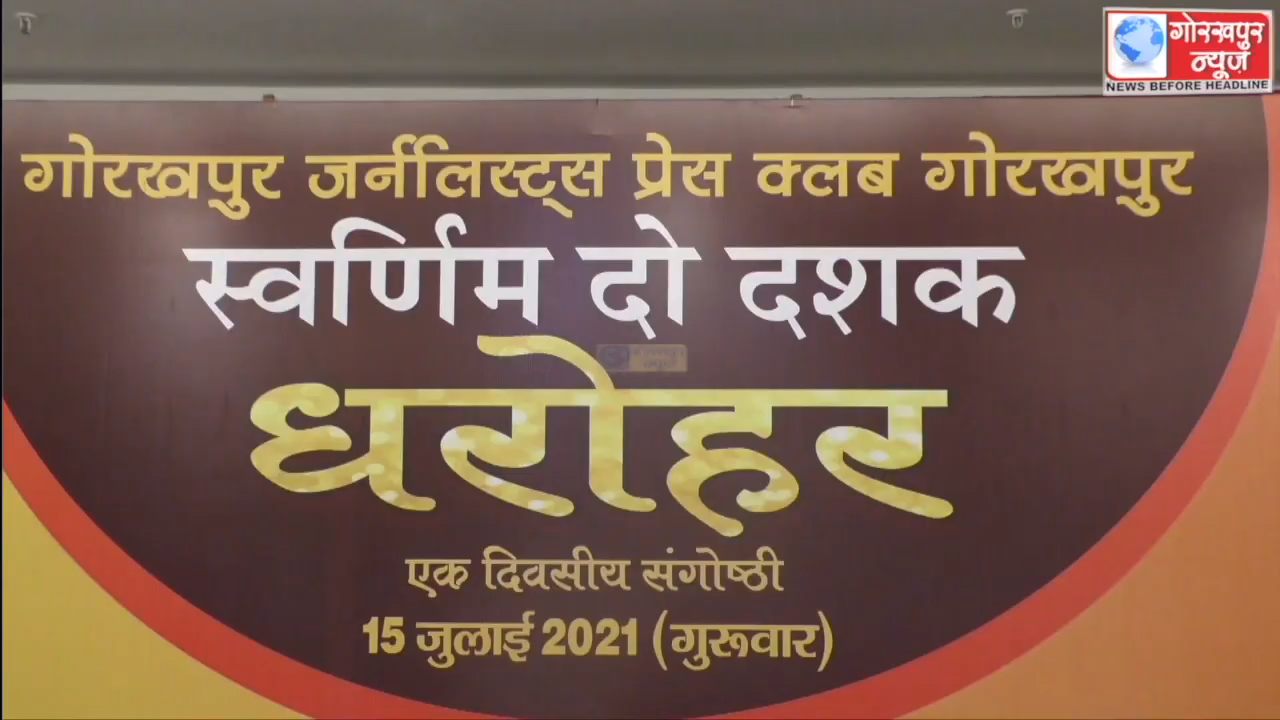 गोरखपुर
न्यूज़
NEWS BEFORE HEADLINE
गोरखपुर जर्नलिस्ट्स प्रेस क्लब गोरखपुर
स्वर्णिम दो दशक
धरोहर
एक दिवसीय संगोष्ठी
15 जुलाई 2021 (गुरूवार)